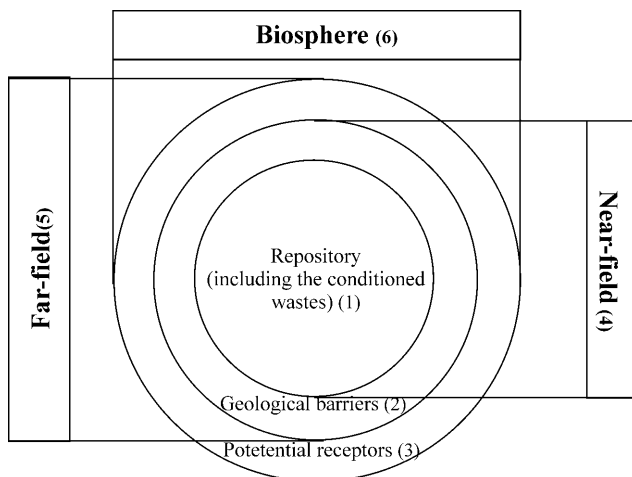 Biosphere (6)
Far-field(5)
Near-field (4)
Repository
(including the conditioned
wastes) (1)
Geological barriers (2)
Potetential receptors (3)